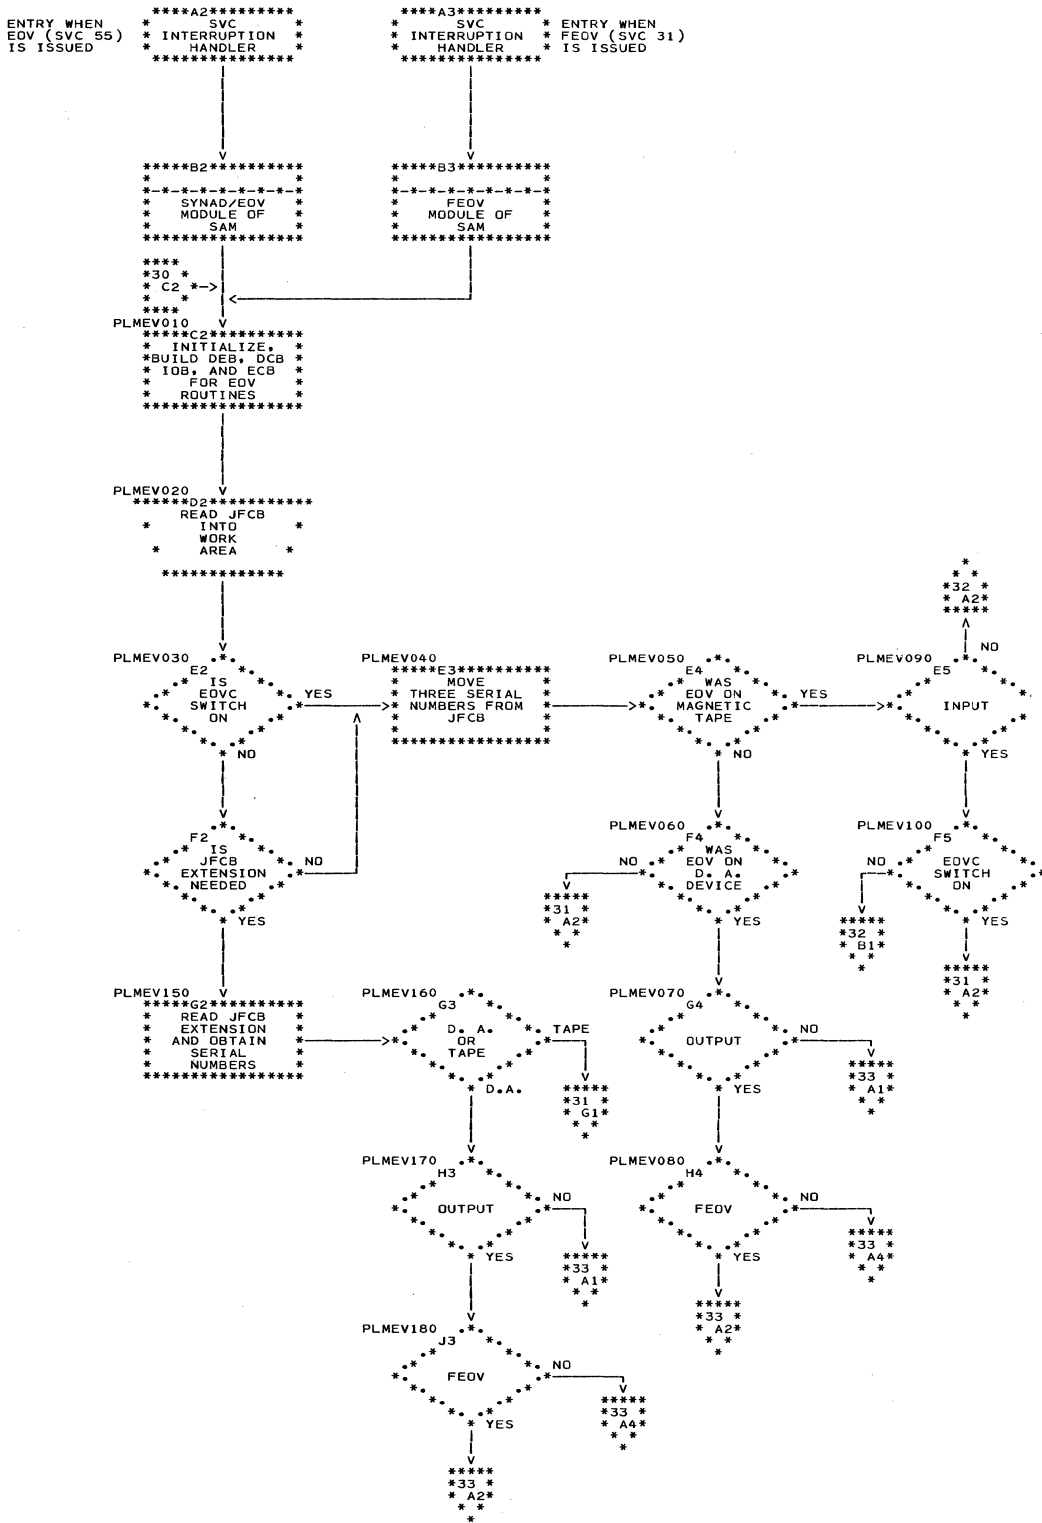 ENTRY WHEN
EOV (SVC 55)
IS ISSUED
****A2*********
* SVC *
* INTERRUPTION *
* HANDLER *
***************
****A3*********
* SVC *
* INTERRUPTION *
* HANDLER *
***************
ENTRY WHEN
FEOV (SVC 31)
IS ISSUED
*****B2**********
* *
*-*-*-*-*-*-*-*-*
* SYNAD/EOV *
* MODULE OF *
* SAM *
*****************
*****B3**********
* *
*-*-*-*-*-*-*-*-*
* FEOV *
* MODULE OF *
* SAM *
*****************
****
*30 *
* C2 *->
* *
****
PLMEV010
*****C2**********
* INITIALIZE, *
*BUILD DEB, DCB *
* IOB, AND ECB *
* FOR EOV *
* ROUTINES *
*****************
PLMEV020
******D2***********
READ JFCB
* INTO *
WORK
* AREA *
*************
PLMEV030
E2
IS
EOVC
SWITCH
ON
YES
NO
PLMEV040
*****E3**********
* MOVE *
* THREE SERIAL *
* NUMBERS FROM *
* JFCB *
* *
*****************
PLMEV050
E4
WAS
EOV ON
MAGNETIC
TAPE
YES
NO
PLMEV090
E5
INPUT
NO
YES
*
* *
*32 *
* A2*
*****
F2
IS
JFCB
EXTENSION
NEEDED
NO
YES
PLMEV060
F4
WAS
EOV ON
D. A.
DEVICE
NO
YES
*****
*31 *
* A2*
* *
*
PLMEV100
F5
EOVC
SWITCH
ON
NO
YES
*****
*32 *
* B1*
* *
*
*****
*31 *
* A2*
* *
*
PLMEV150
*****G2**********
* READ JFCB *
* EXTENSION *
* AND OBTAIN *
* SERIAL *
* NUMBERS *
*****************
PLMEV160
G3
D. A.
OR
TAPE
TAPE
D.A.
*****
*31 *
* G1*
* *
*
PLMEV070
G4
OUTPUT
NO
YES
*****
*33 *
* A1*
* *
*
PLMEV170
H3
OUTPUT
NO
YES
*****
*33 *
* A1*
* *
*
PLMEV080
H4
FEOV
NO
YES
*****
*33 *
* A4*
* *
*
*****
*33 *
* A2*
* *
*
PLMEV180
J3
FEOV
NO
YES
*****
*33 *
* A4*
* *
*
*****
*33 *
* A2*
* *
*